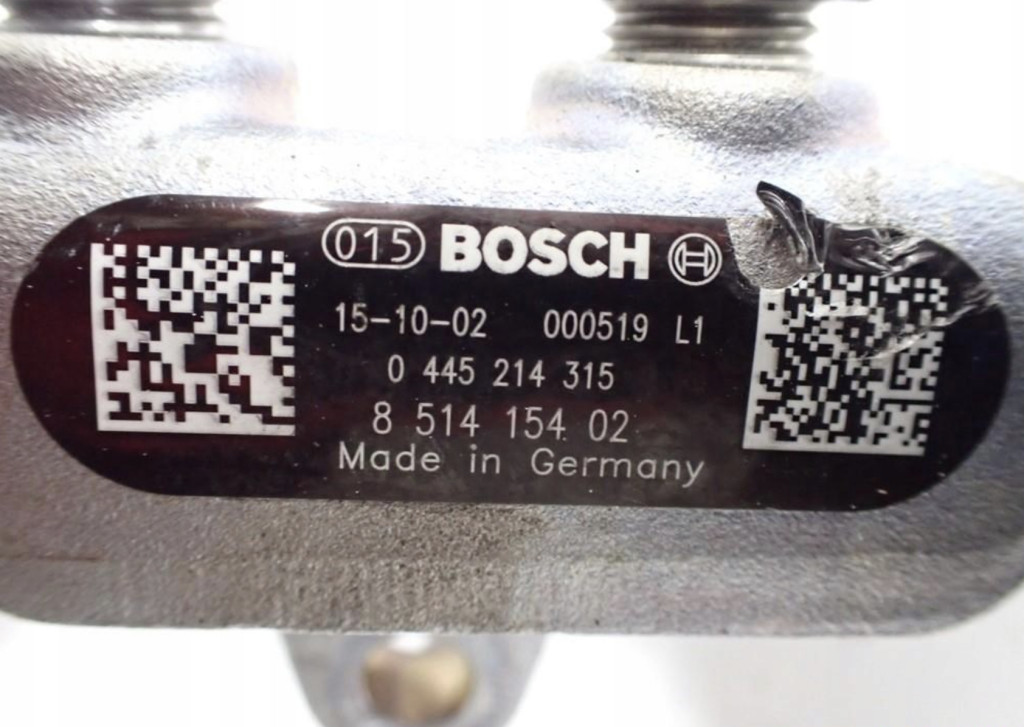 015 BOSCH
15-10-02 000519 L1
0 445 214 315
8 514 154 02
Made in Germany